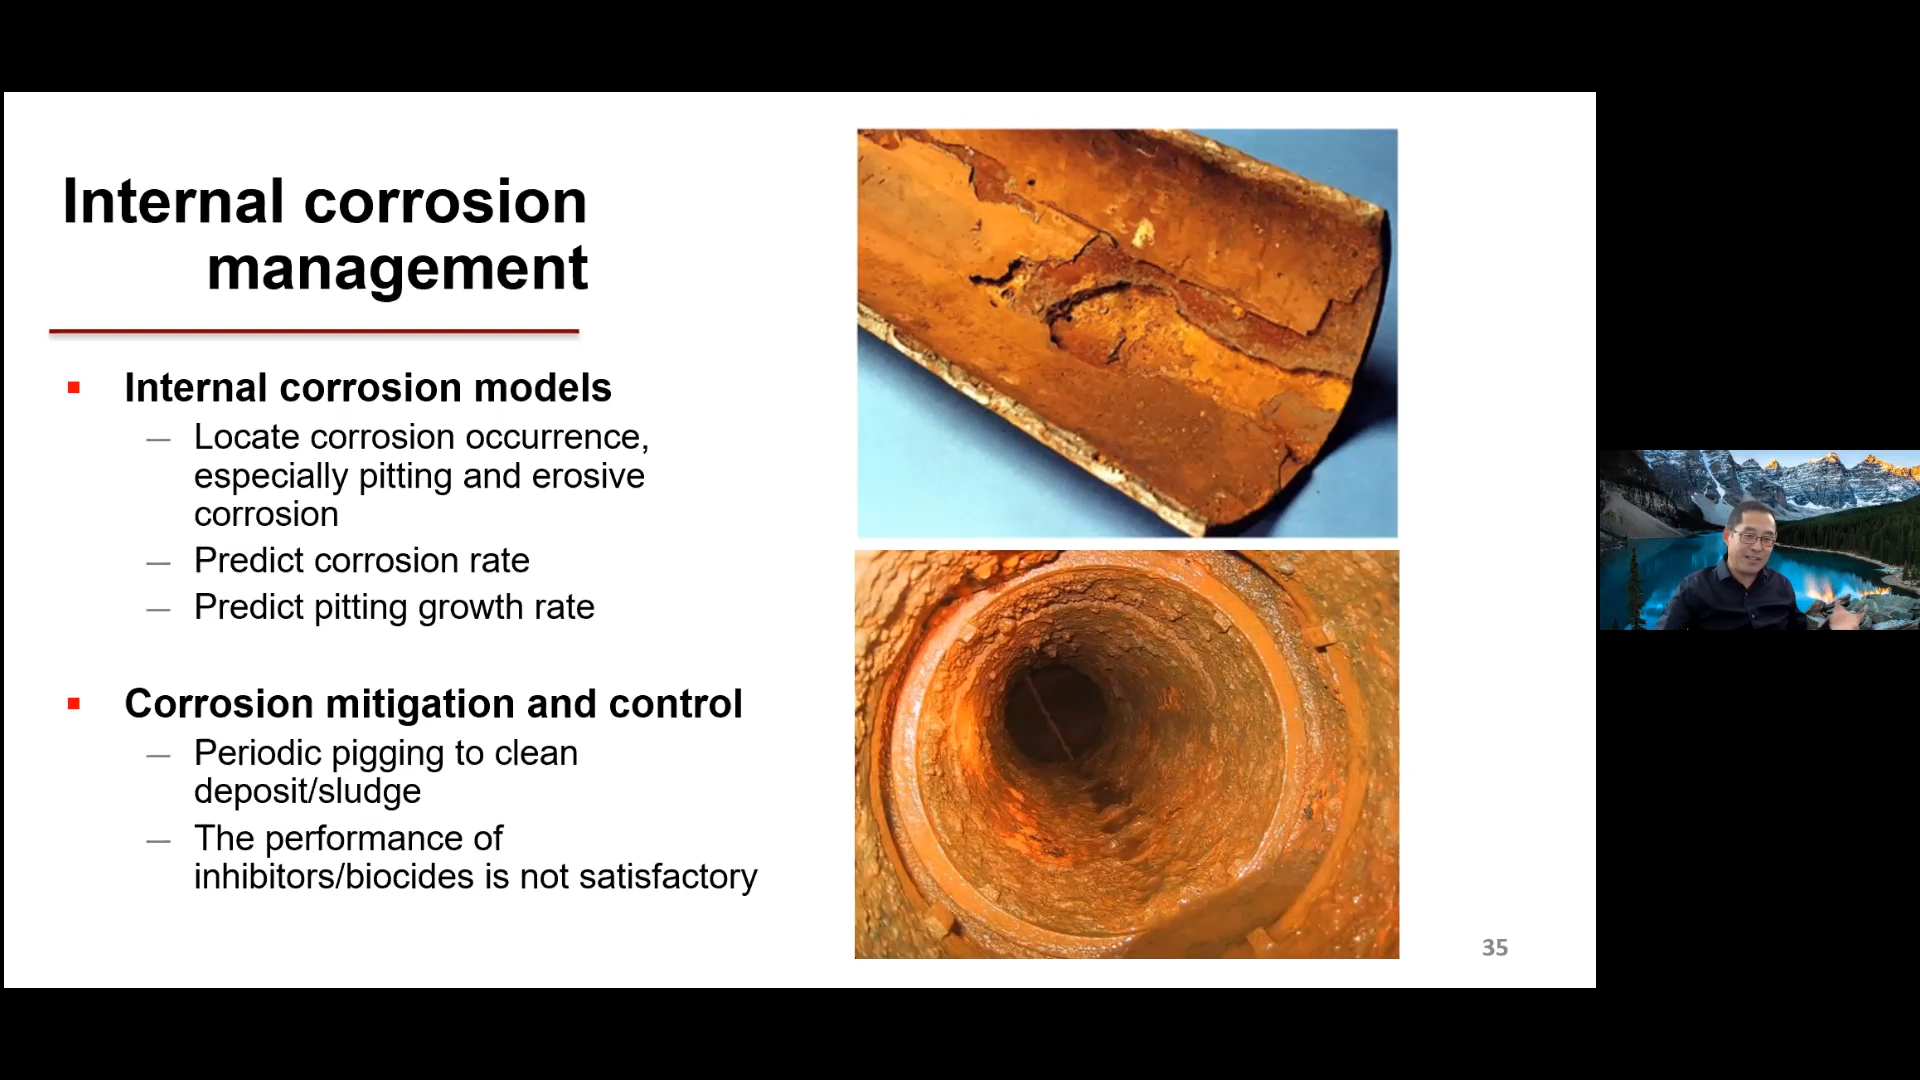 Internal corrosion
management
▪ Internal corrosion models
— Locate corrosion occurrence,
especially pitting and erosive
corrosion
— Predict corrosion rate
— Predict pitting growth rate
▪ Corrosion mitigation and control
— Periodic pigging to clean
deposit/sludge
— The performance of
inhibitors/biocides is not satisfactory
35